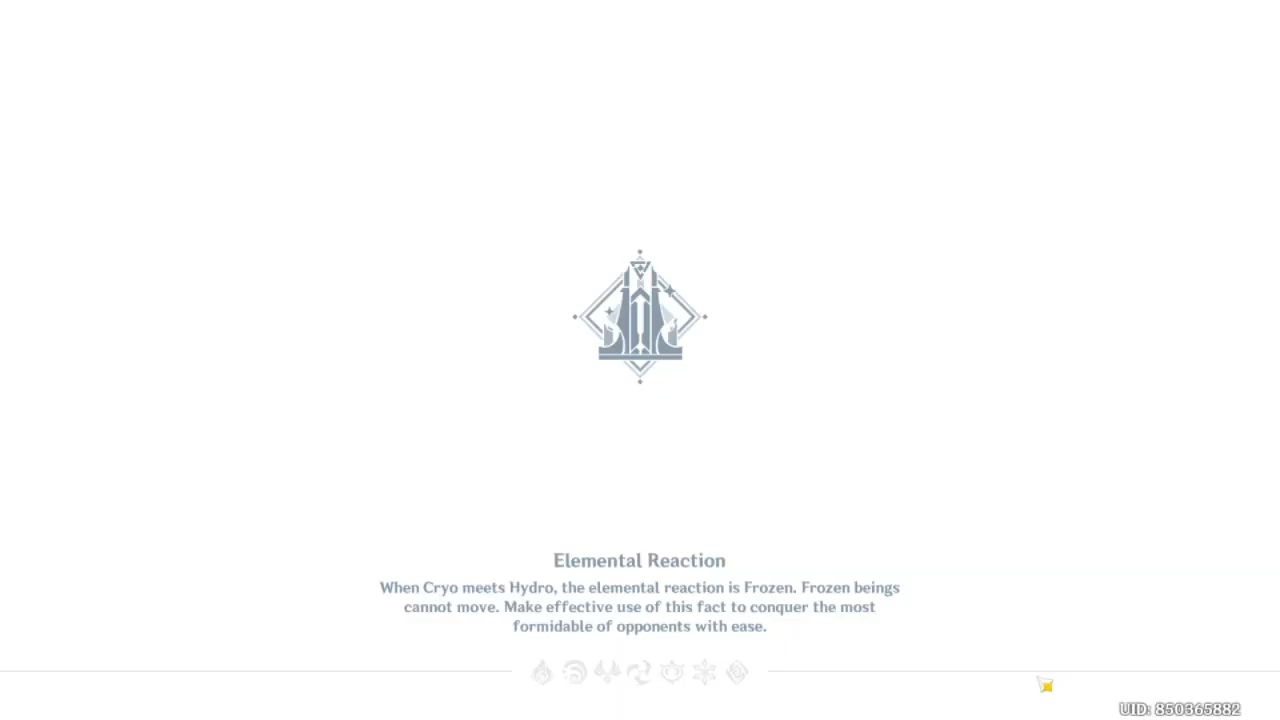 Elemental Reaction
When Cryo meets Hydro, the elemental reaction is Frozen. Frozen beings
cannot move. Make effective use of this fact to conquer the most
formidable of opponents with ease.
UID: 850365882